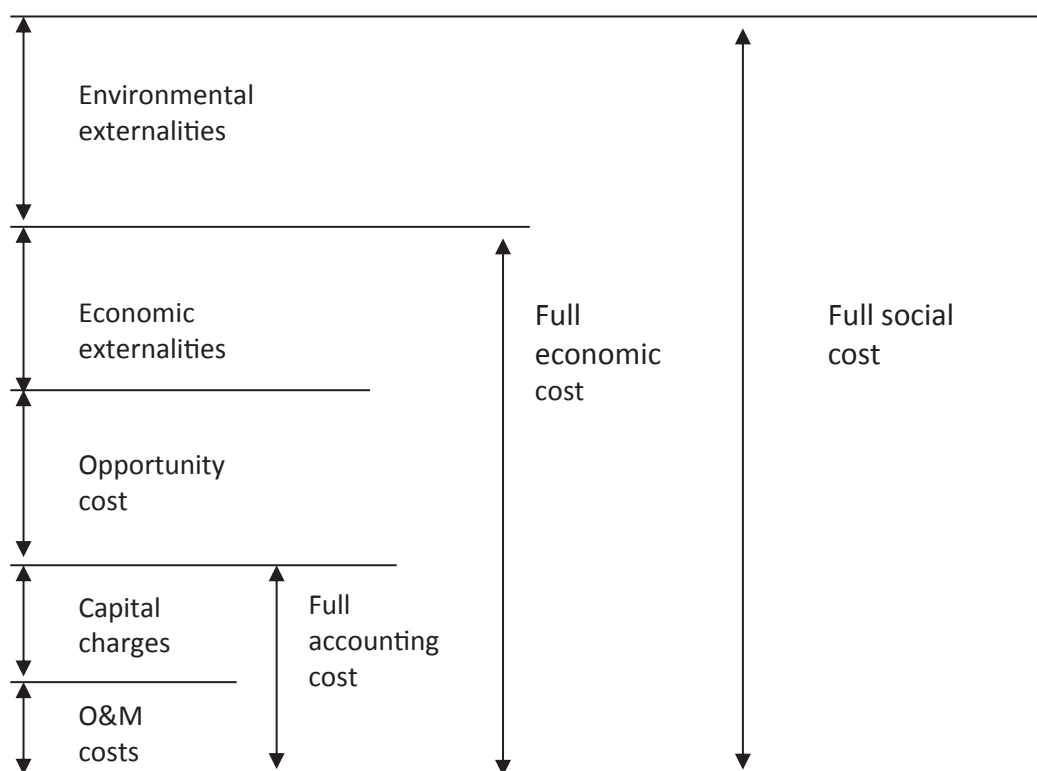 Environmental
externalities
Economic
externalities
Full
economic
cost
Full social
cost
Opportunity
cost
Capital
charges
Full
accounting
cost
O&M
costs